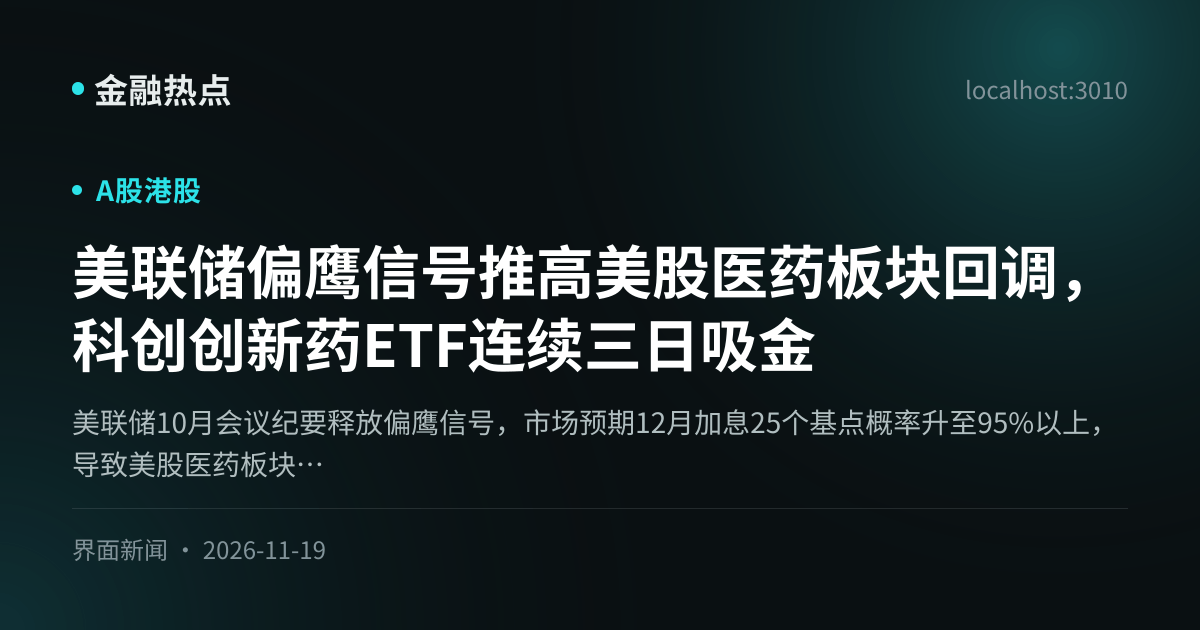 金融热点
localhost:3010
A股港股
美联储偏鹰信号推高美股医药板块回调，
科创创新药ETF连续三日吸金
美联储10月会议纪要释放偏鹰信号，市场预期12月加息25个基点概率升至95%以上，
导致美股医药板块…
界面新闻 • 2026-11-19